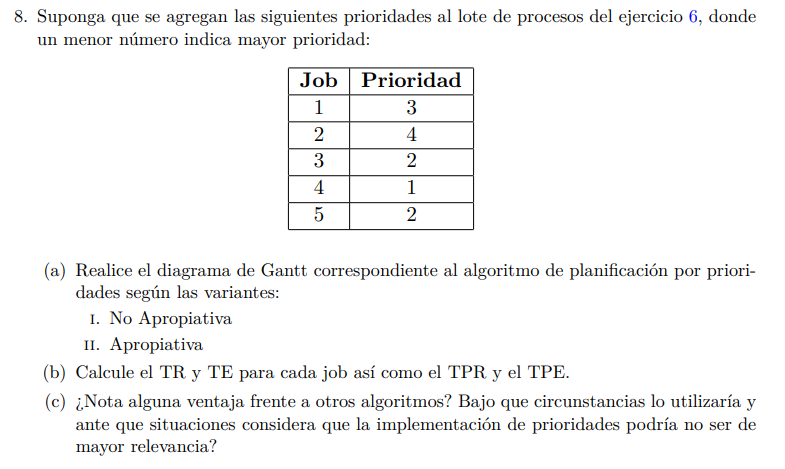 8. Suponga que se agregan las siguientes prioridades al lote de procesos del ejercicio 6, donde
un menor número indica mayor prioridad:
Job Prioridad
1 3
2 4
3 2
4 1
5 2
(a) Realice el diagrama de Gantt correspondiente al algoritmo de planificación por priori-
dades según las variantes:
I. No Apropiativa
II. Apropiativa
(b) Calcule el TR y TE para cada job así como el TPR y el TPE.
(c) ¿Nota alguna ventaja frente a otros algoritmos? Bajo que circunstancias lo utilizaría y
ante que situaciones considera que la implementación de prioridades podría no ser de
mayor relevancia?